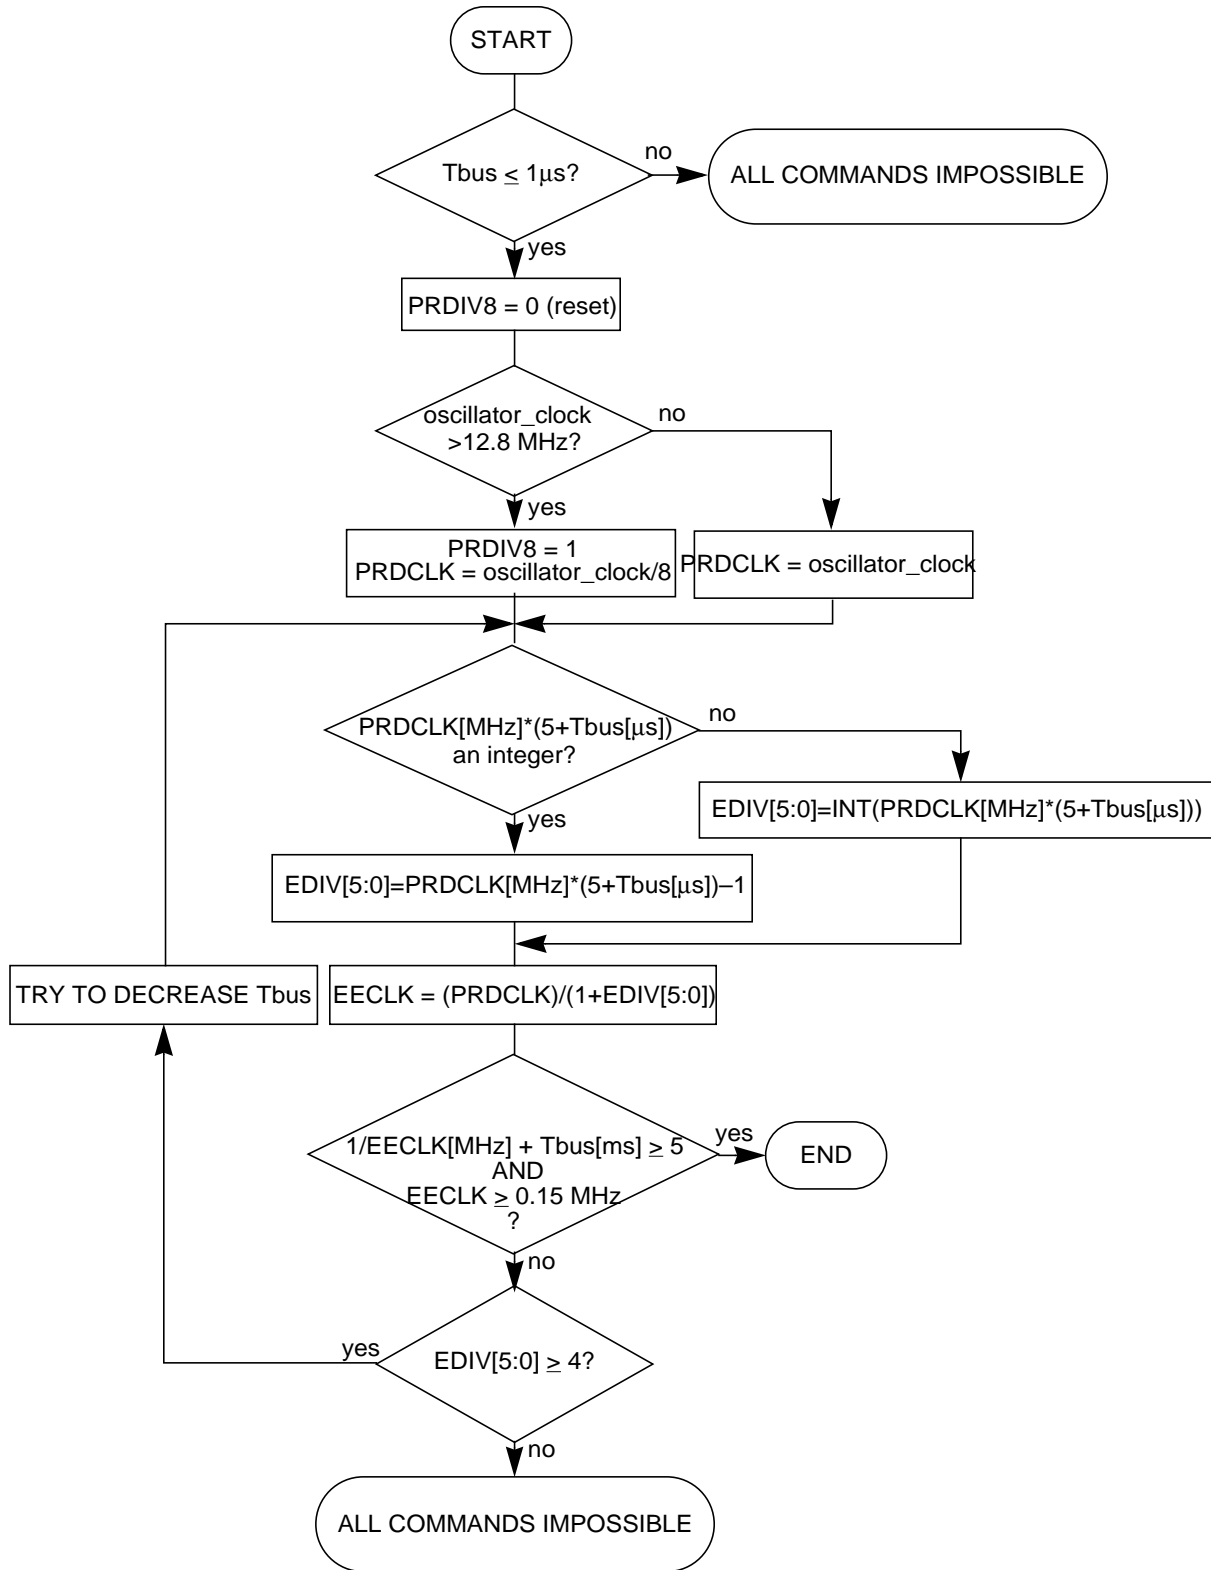 START
Tbus ≤ 1μs?
no
ALL COMMANDS IMPOSSIBLE
yes
PRDIV8 = 0 (reset)
oscillator_clock
>12.8 MHz?
no
yes
PRDIV8 = 1
PRDCLK = oscillator_clock/8
PRDCLK = oscillator_clock
PRDCLK[MHz]*(5+Tbus[μs])
an integer?
no
yes
EDIV[5:0]=INT(PRDCLK[MHz]*(5+Tbus[μs]))
EDIV[5:0]=PRDCLK[MHz]*(5+Tbus[μs])–1
TRY TO DECREASE Tbus
EECLK = (PRDCLK)/(1+EDIV[5:0])
1/EECLK[MHz] + Tbus[ms] ≥ 5
AND
EECLK ≥ 0.15 MHz
?
yes
END
no
EDIV[5:0] ≥ 4?
yes
no
ALL COMMANDS IMPOSSIBLE